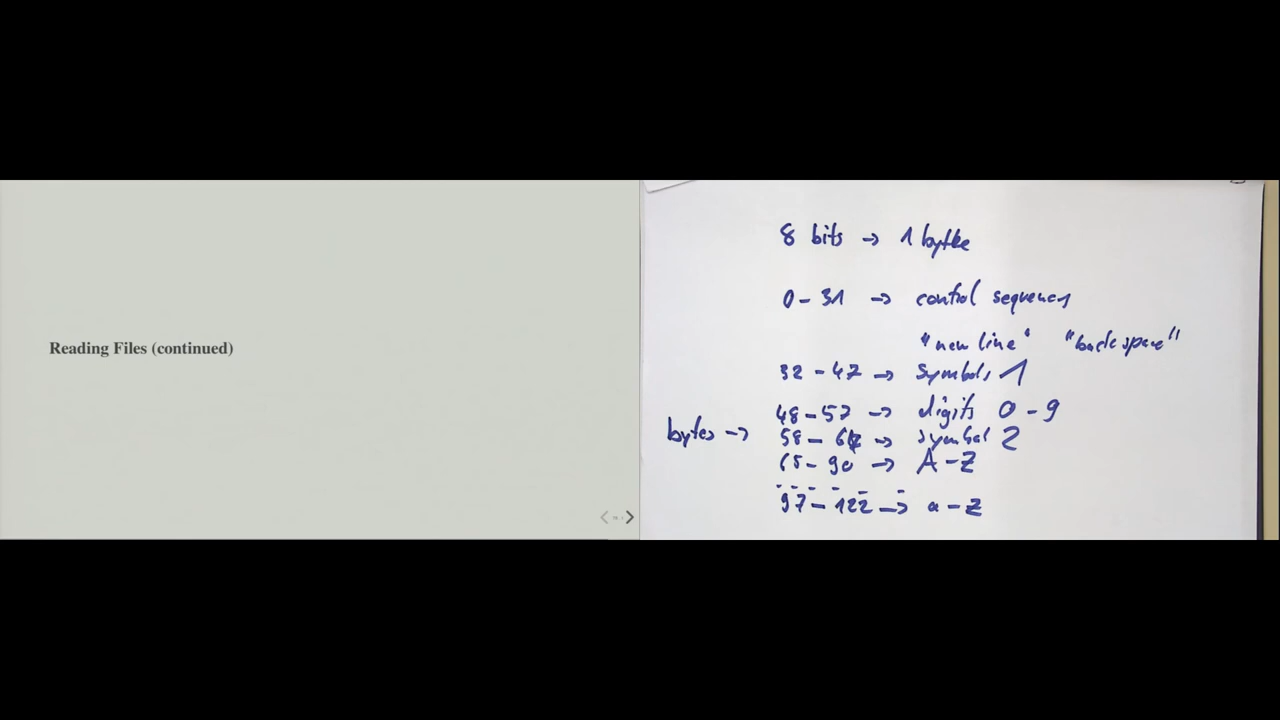 Reading Files (continued)
8 bits → 1 byte
0 - 31 → control sequences
"new line" "backspace"
32 - 47 → symbols 1
48 - 57 → digits 0 - 9
bytes → 58 - 64 → symbol 2
65 - 90 → A - Z
97 - 122 → a - z